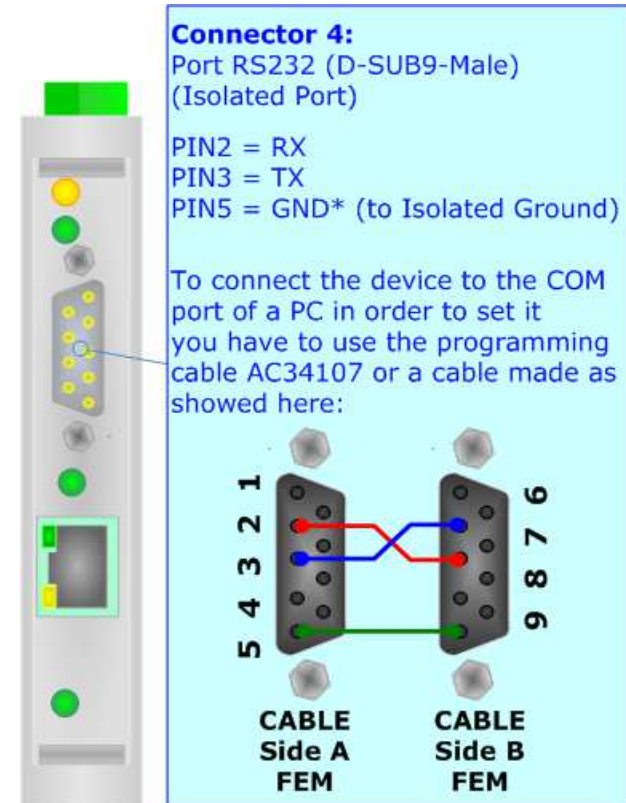 Connector 4:
Port RS232 (D-SUB9-Male)
(Isolated Port)
PIN2 = RX
PIN3 = TX
PIN5 = GND* (to Isolated Ground)
To connect the device to the COM
port of a PC in order to set it
you have to use the programming
cable AC34107 or a cable made as
showed here:
1
2
3
4
5
6
7
8
9
CABLE
Side A
FEM
CABLE
Side B
FEM